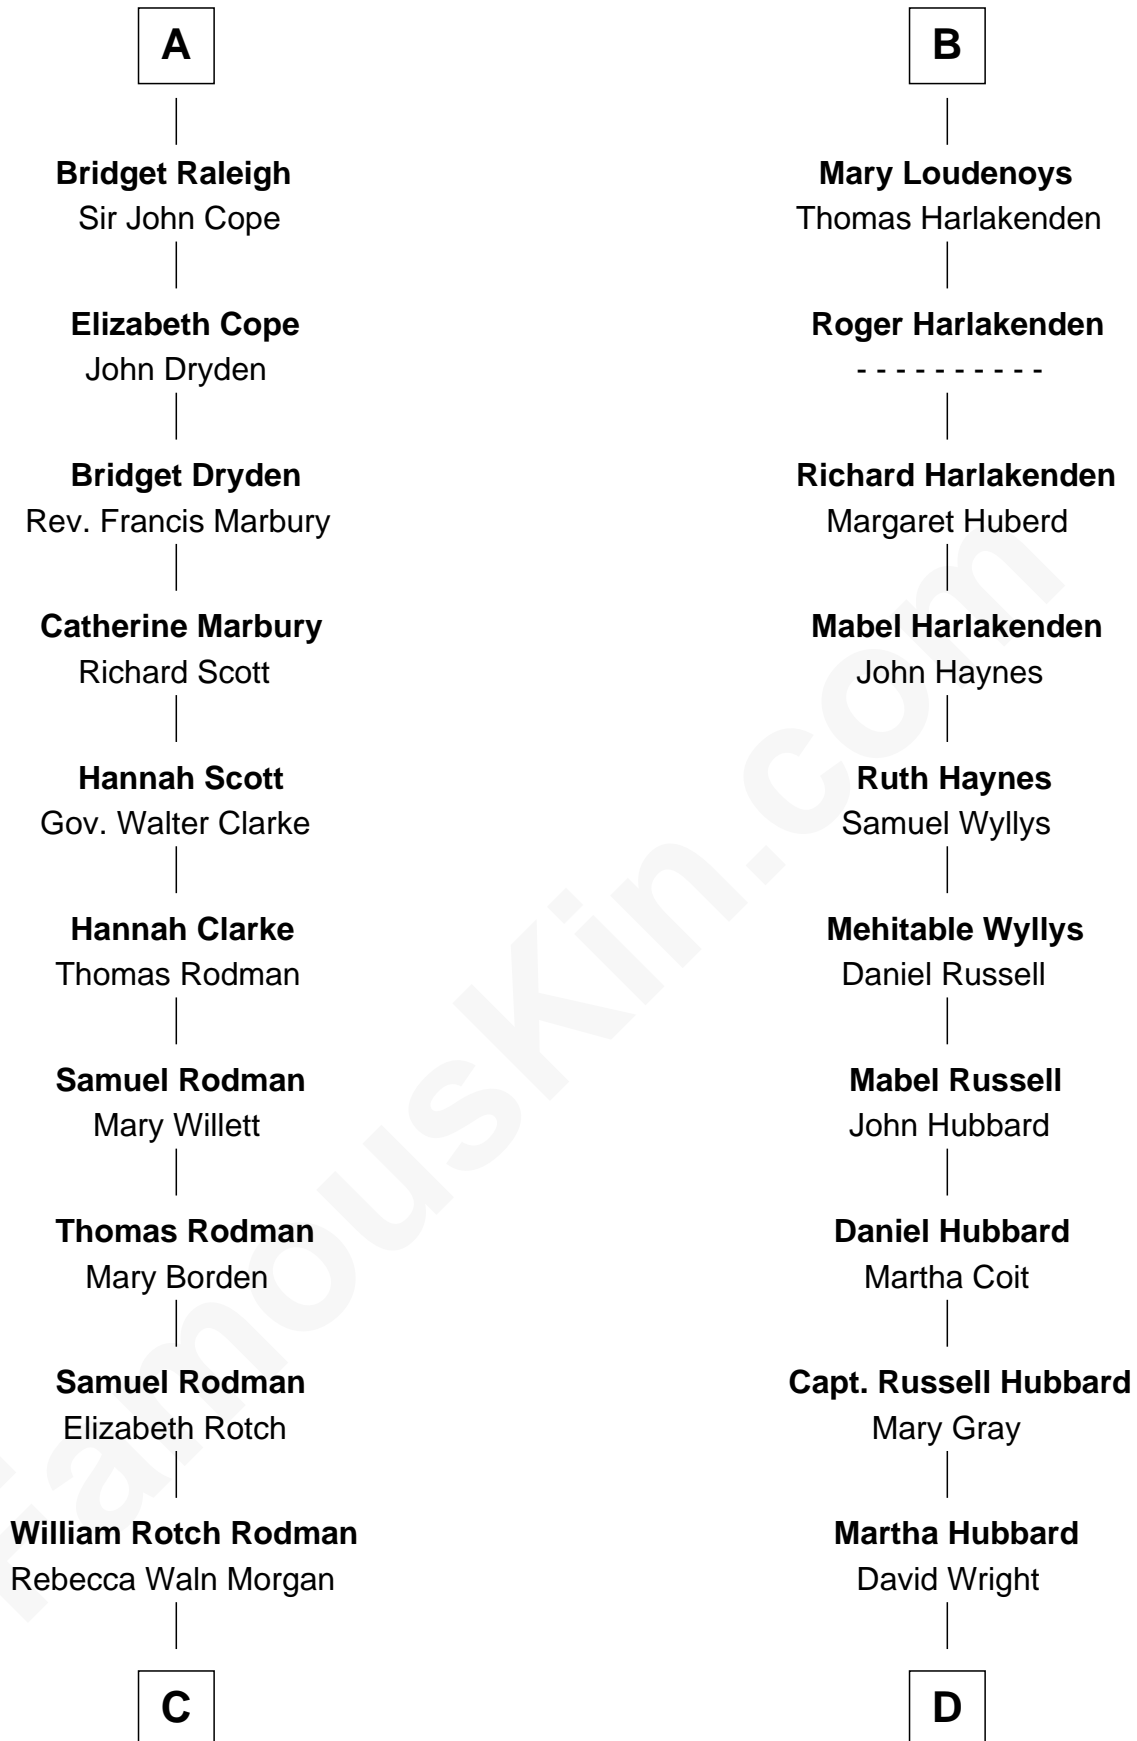 A
Bridget Raleigh
Sir John Cope
Elizabeth Cope
John Dryden
Bridget Dryden
Rev. Francis Marbury
Catherine Marbury
Richard Scott
Hannah Scott
Gov. Walter Clarke
Hannah Clarke
Thomas Rodman
Samuel Rodman
Mary Willett
Thomas Rodman
Mary Borden
Samuel Rodman
Elizabeth Rotch
William Rotch Rodman
Rebecca Waln Morgan
C
B
Mary Loudenoys
Thomas Harlakenden
Roger Harlakenden
- - - - - - - - - -
Richard Harlakenden
Margaret Huberd
Mabel Harlakenden
John Haynes
Ruth Haynes
Samuel Wyllys
Mehitable Wyllys
Daniel Russell
Mabel Russell
John Hubbard
Daniel Hubbard
Martha Coit
Capt. Russell Hubbard
Mary Gray
Martha Hubbard
David Wright
D
FamousKin.com